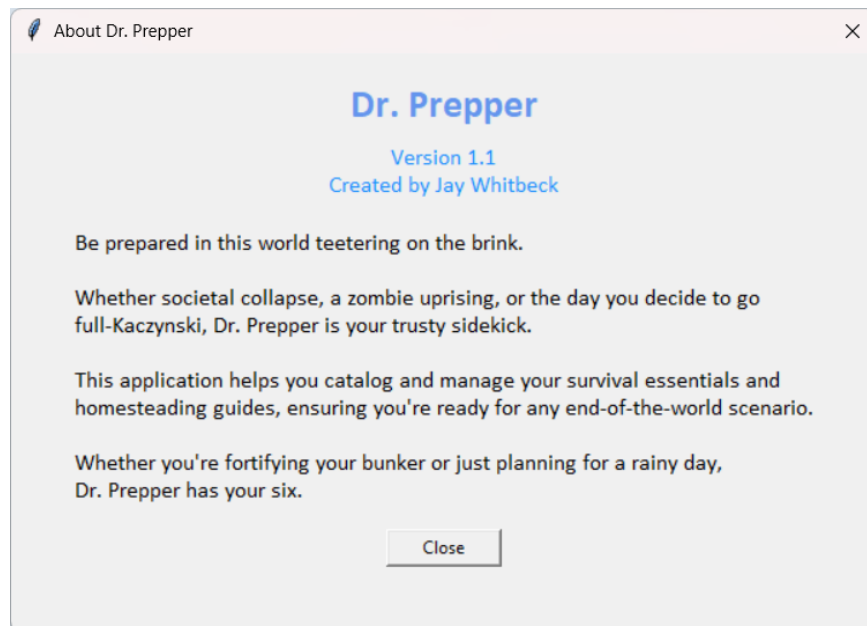 About Dr. Prepper
Dr. Prepper
Version 1.1
Created by Jay Whitbeck
Be prepared in this world teetering on the brink.
Whether societal collapse, a zombie uprising, or the day you decide to go
full-Kaczynski, Dr. Prepper is your trusty sidekick.
This application helps you catalog and manage your survival essentials and
homesteading guides, ensuring you're ready for any end-of-the-world scenario.
Whether you're fortifying your bunker or just planning for a rainy day,
Dr. Prepper has your six.
Close